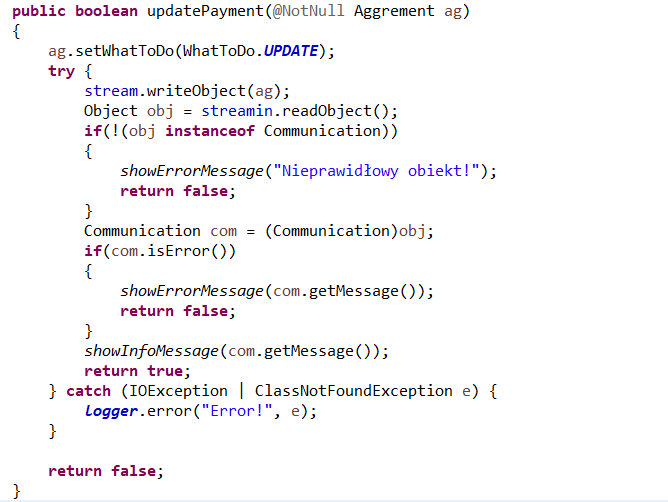 public boolean updatePayment(@NotNull Aggrement ag)
{
    ag.setWhatToDo(WhatToDo.UPDATE);
    try {
        stream.writeObject(ag);
        Object obj = streamin.readObject();
        if(!(obj instanceof Communication))
        {
            showErrorMessage("Nieprawidłowy obiekt!");
            return false;
        }
        Communication com = (Communication)obj;
        if(com.isError())
        {
            showErrorMessage(com.getMessage());
            return false;
        }
        showInfoMessage(com.getMessage());
        return true;
    } catch (IOException | ClassNotFoundException e) {
        logger.error("Error!", e);
    }

    return false;
}